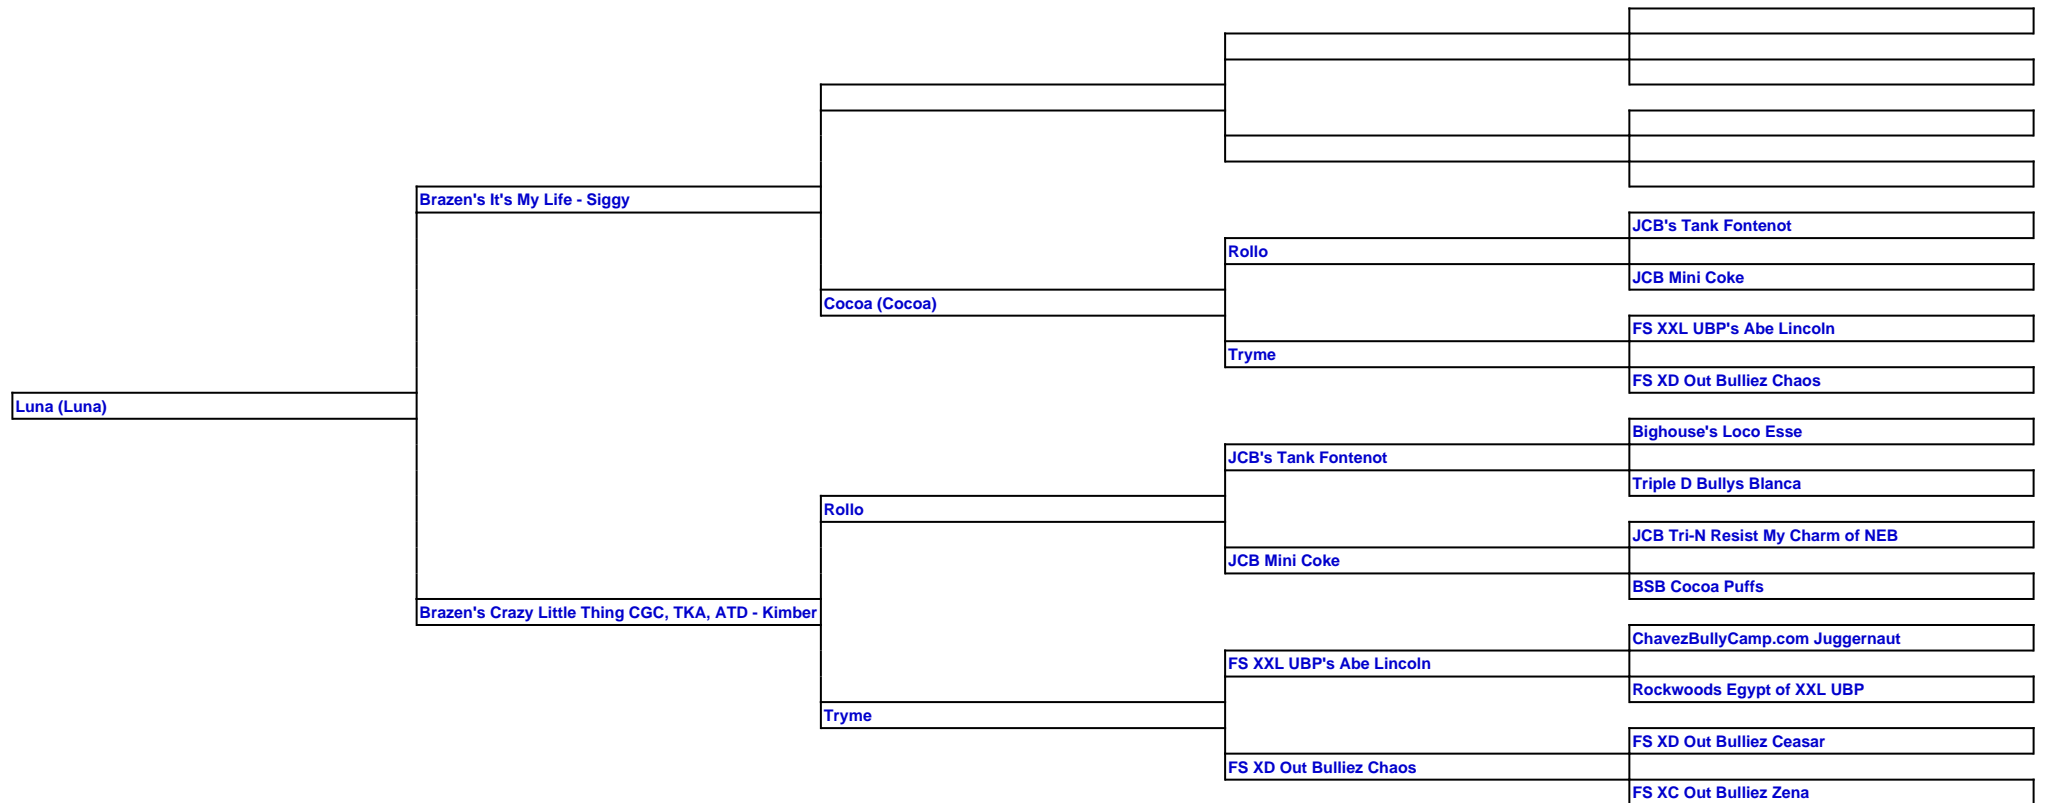 JCB's Tank Fontenot
Brazen's It's My Life - Siggy
Rollo
JCB Mini Coke
Cocoa (Cocoa)
FS XXL UBP's Abe Lincoln
Tryme
FS XD Out Bulliez Chaos
Luna (Luna)
Bighouse's Loco Esse
JCB's Tank Fontenot
Triple D Bullys Blanca
Rollo
JCB Tri-N Resist My Charm of NEB
JCB Mini Coke
BSB Cocoa Puffs
Brazen's Crazy Little Thing CGC, TKA, ATD - Kimber
ChavezBullyCamp.com Juggernaut
FS XXL UBP's Abe Lincoln
Rockwoods Egypt of XXL UBP
Tryme
FS XD Out Bulliez Ceasar
FS XD Out Bulliez Chaos
FS XC Out Bulliez Zena